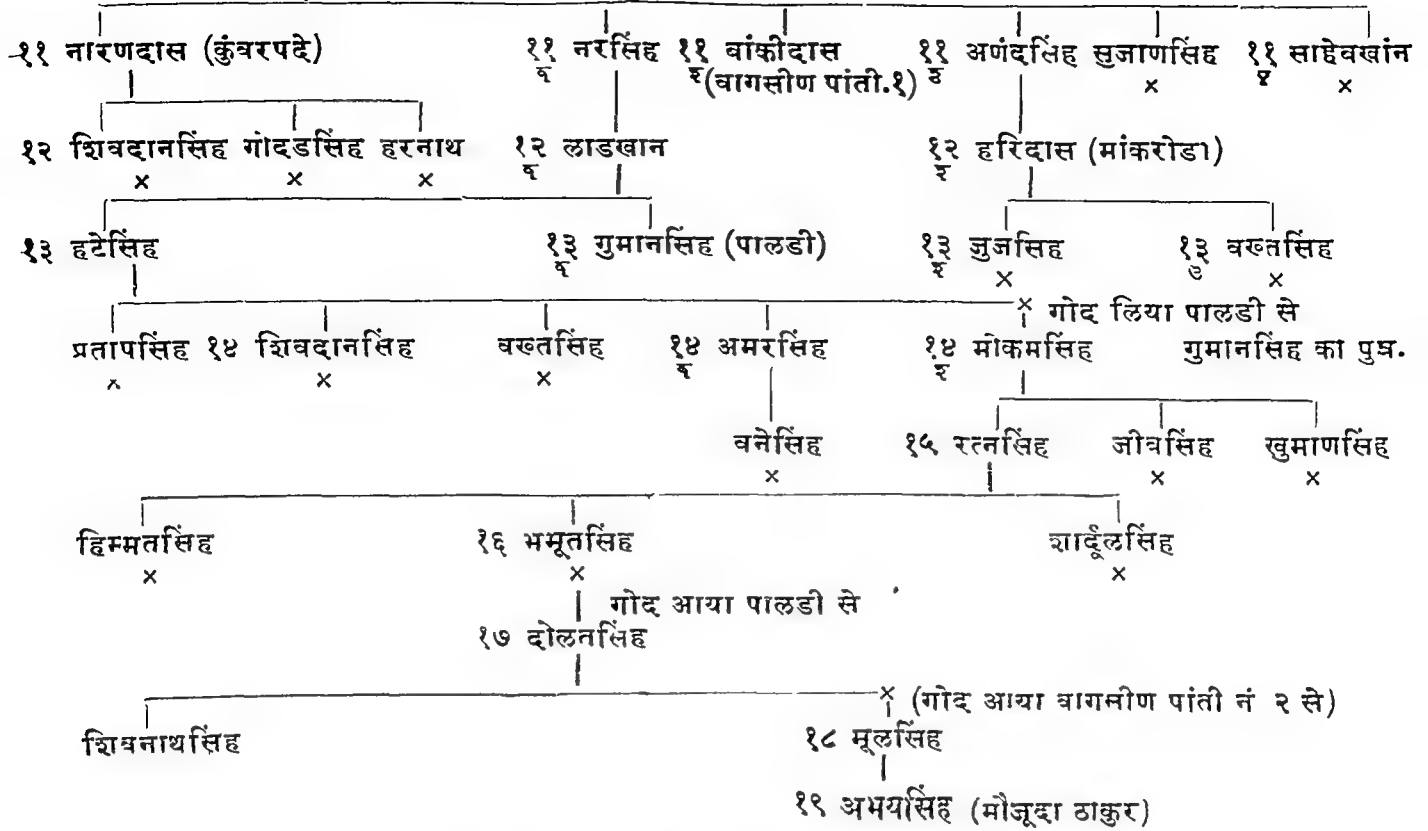 ११ नारणदास (कुंवरपदे) ११ नरसिंह ११ वांकीदास ११ अणंदसिंह सुजाणसिंह ११ साहेबखांन
(वागसीण पांती.१)
× ×
१२ शिवदानसिंह गोदडसिंह हरनाथ १२ लाडखान १२ हरिदास (मांकरोडा)
× × ×
१३ हटेसिंह १३ गुमानसिंह (पालडी) १३ जुजसिंह १३ वख्तसिंह
× ×
× गोद लिया पालडी से
प्रतापसिंह १४ शिवदानसिंह वख्तसिंह १४ अमरसिंह १४ मोकमसिंह गुमानसिंह का पुत्र.
× × ×
वनेसिंह १५ रत्नसिंह जीवसिंह खुमाणसिंह
× × ×
हिम्मतसिंह १६ भभूतसिंह शार्दूलसिंह
× × ×
गोद आया पालडी से
१७ दोलतसिंह
× (गोद आया वागसीण पांती नं २ से)
शिवनाथसिंह १८ मूलसिंह
१९ अभयसिंह (मौजूदा ठाकुर)